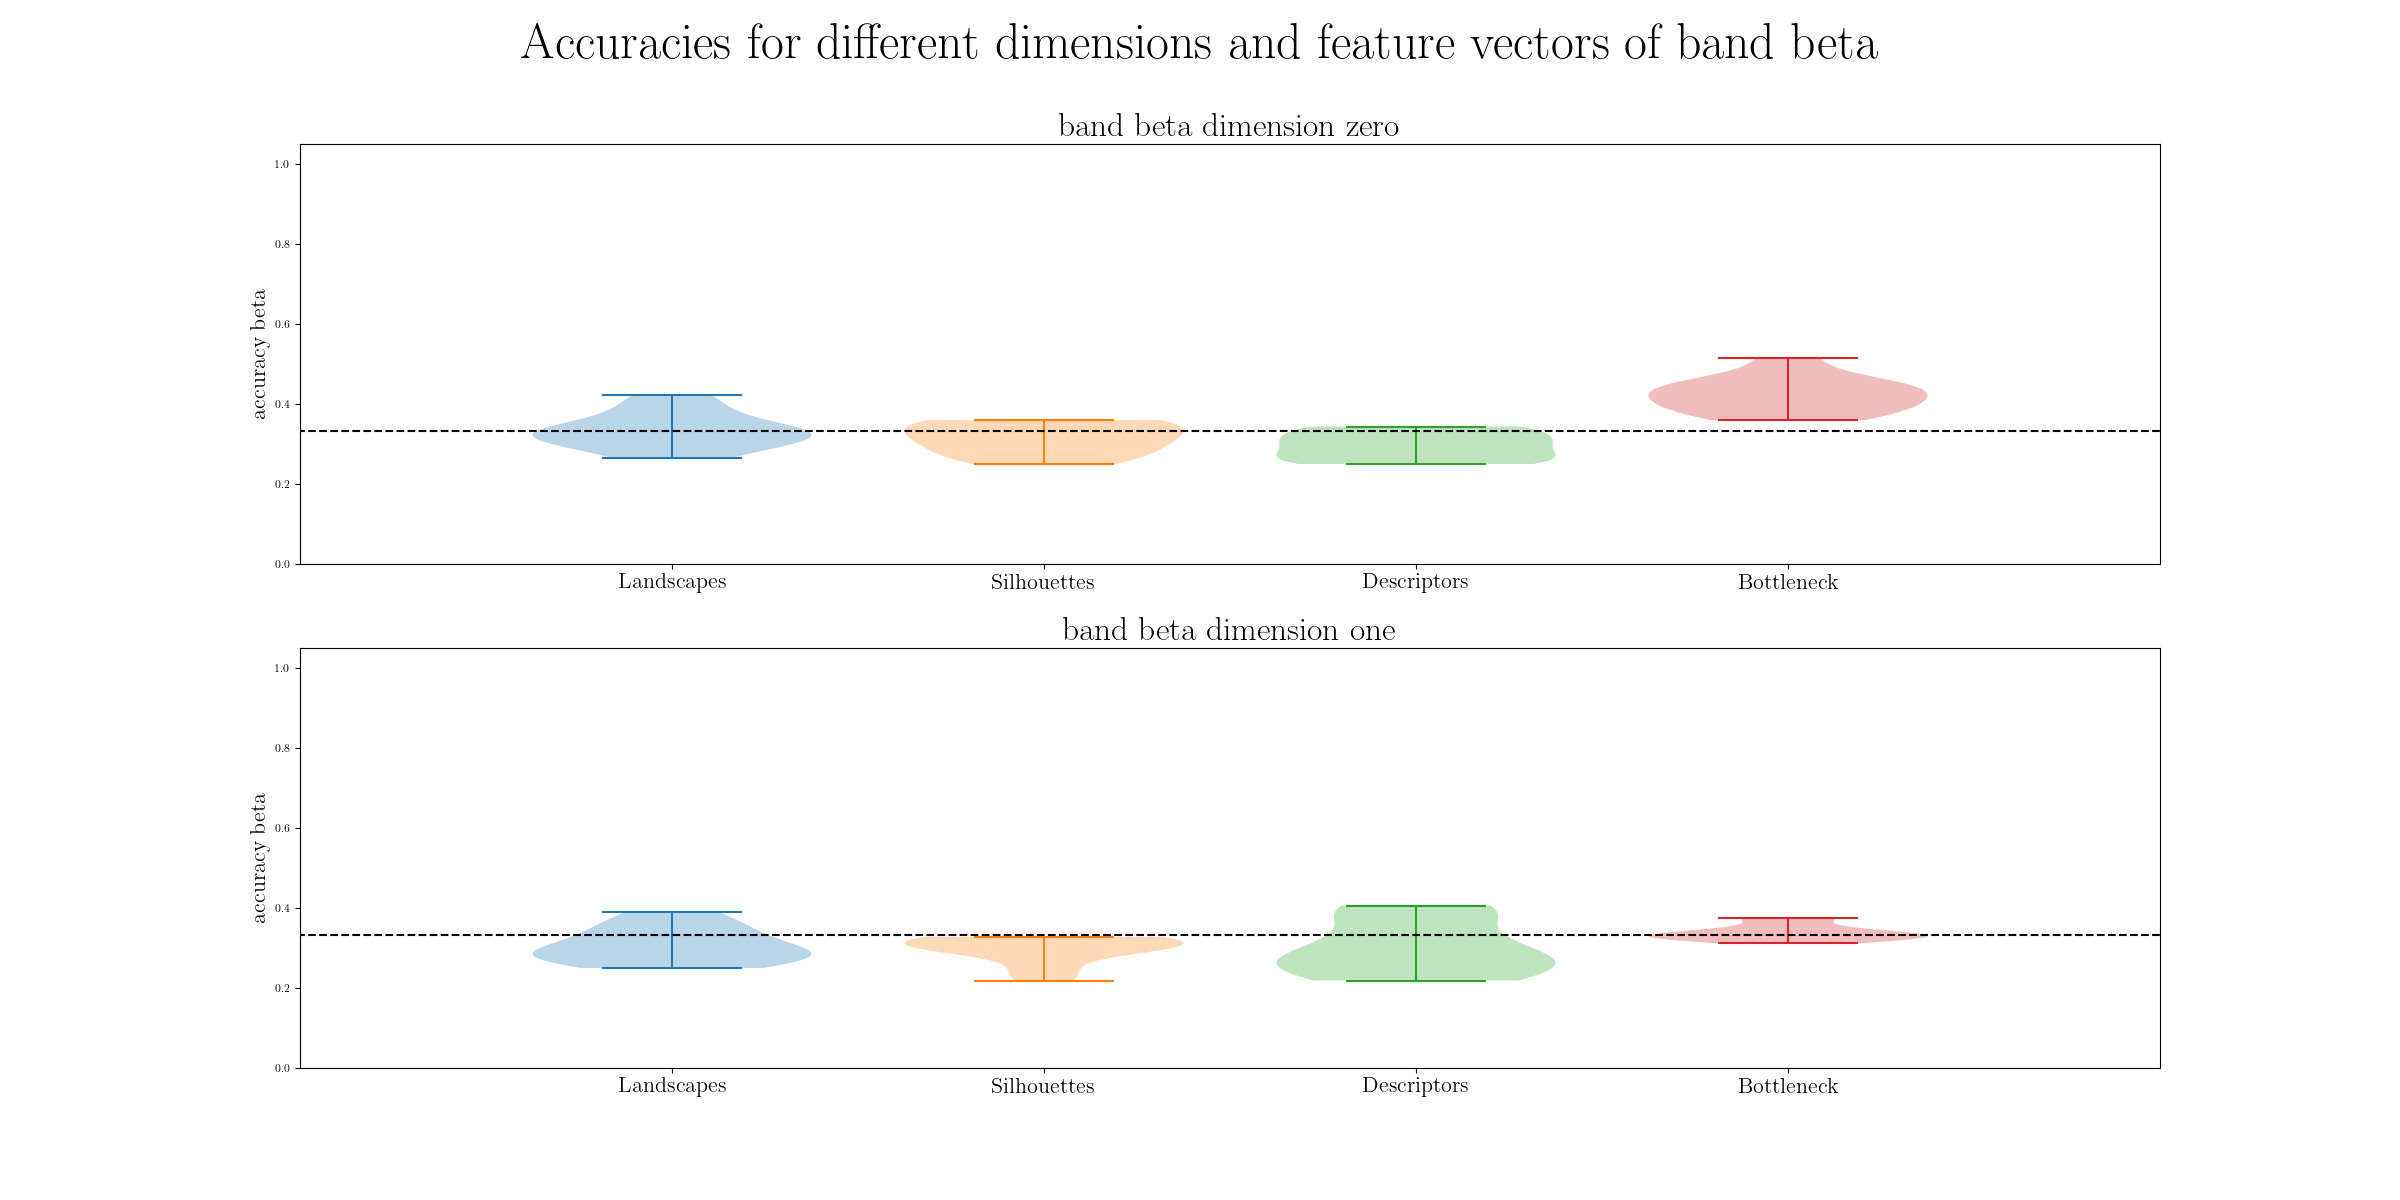 Accuracies for different dimensions and feature vectors of band beta
band beta dimension zero
1.0
0.8
0.6
0.4
0.2
0.0
accuracy beta
Landscapes Silhouettes Descriptors Bottleneck
band beta dimension one
1.0
0.8
0.6
0.4
0.2
0.0
accuracy beta
Landscapes Silhouettes Descriptors Bottleneck